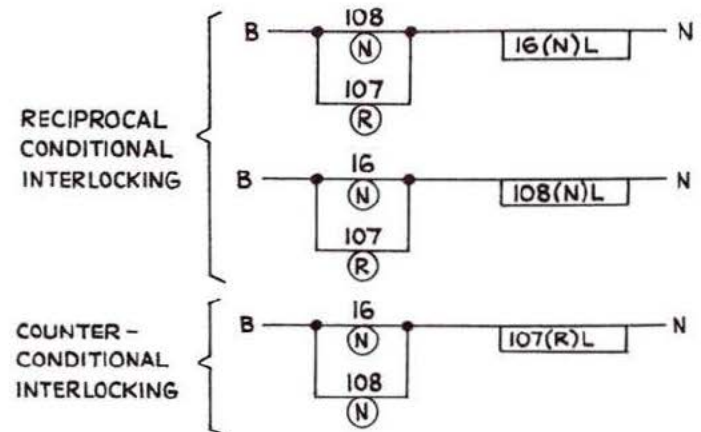 108
B N 16(N)L N
107
R
RECIPROCAL
CONDITIONAL
INTERLOCKING
16
B N 108(N)L N
107
R
16
B N 107(R)L N
COUNTER-
CONDITIONAL
INTERLOCKING
108
N